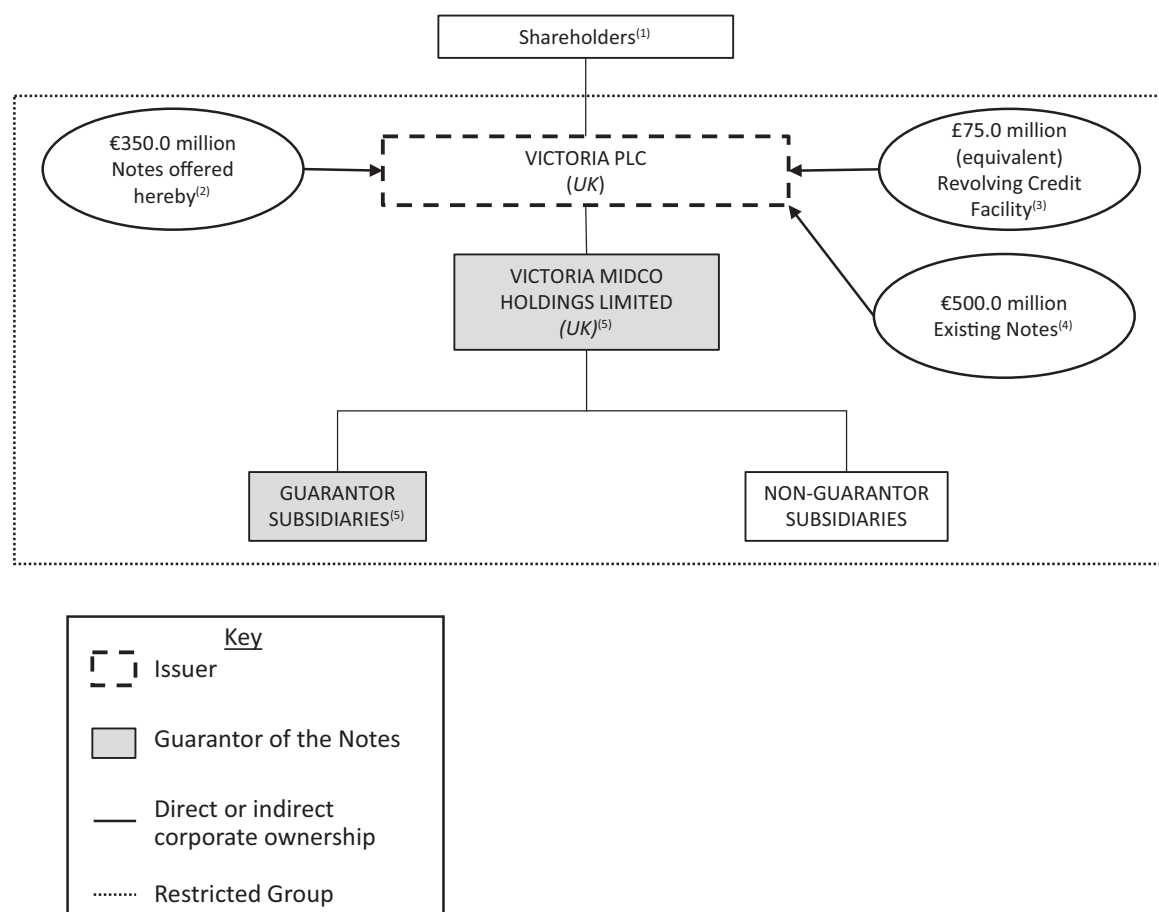 Shareholders(1)
€350.0 million
Notes offered
hereby(2)
VICTORIA PLC
(UK)
£75.0 million
(equivalent)
Revolving Credit
Facility(3)
VICTORIA MIDCO
HOLDINGS LIMITED
(UK)(5)
€500.0 million
Existing Notes(4)
GUARANTOR
SUBSIDIARIES(5)
NON-GUARANTOR
SUBSIDIARIES
Key
Issuer
Guarantor of the Notes
Direct or indirect
corporate ownership
Restricted Group